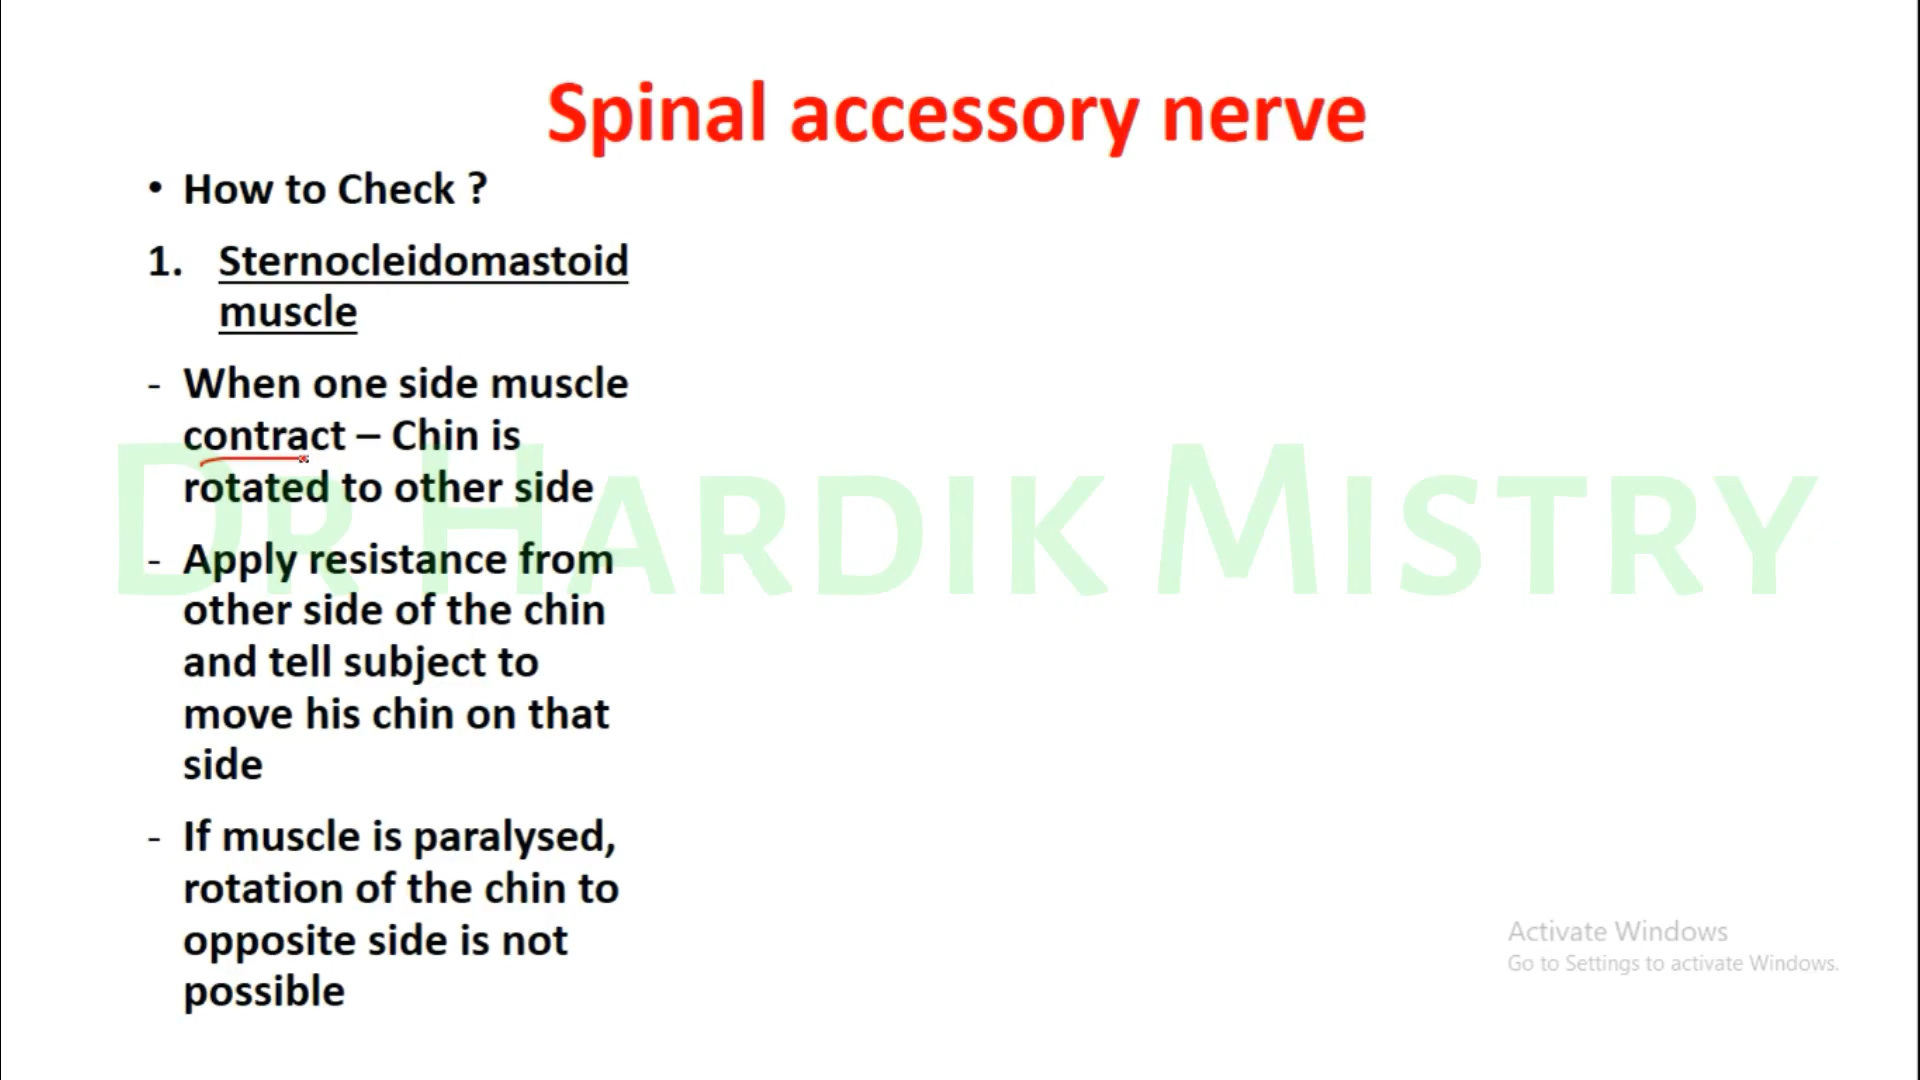 Spinal accessory nerve
• How to Check ?
1. Sternocleidomastoid
muscle
- When one side muscle
contract – Chin is
rotated to other side
- Apply resistance from
other side of the chin
and tell subject to
move his chin on that
side
- If muscle is paralysed,
rotation of the chin to
opposite side is not
possible
DR HARDIK MISTRY
Activate Windows
Go to Settings to activate Windows.